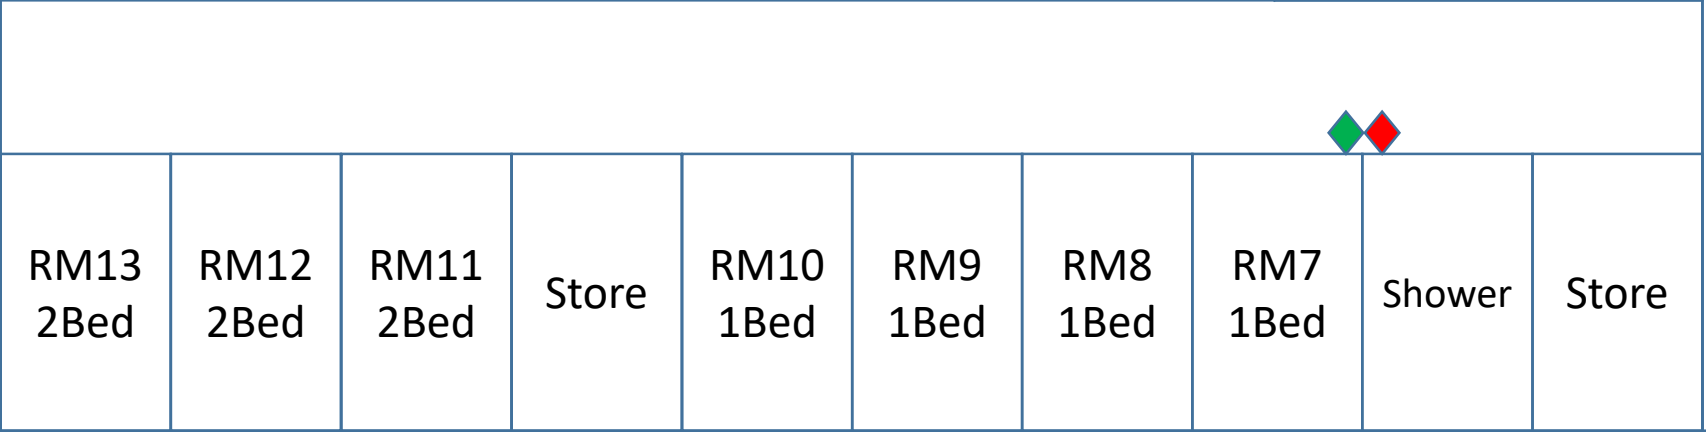 RM13
2Bed
RM12
2Bed
RM11
2Bed
Store
RM10
1Bed
RM9
1Bed
RM8
1Bed
RM7
1Bed
Shower
Store